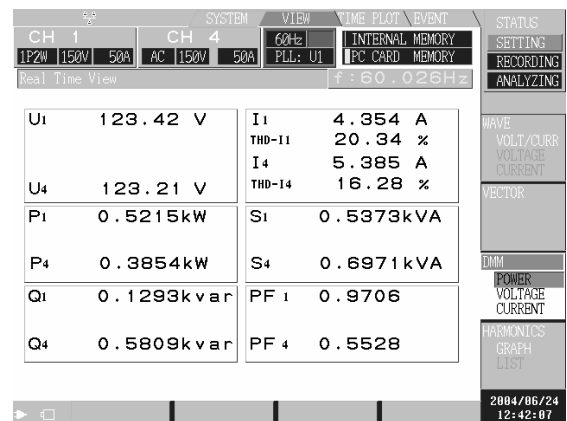 SYSTEM VIEW TIME PLOT EVENT STATUS
CH 1 CH 4 60Hz INTERNAL MEMORY SETTING
1P2W 150V 50A AC 150V 50A PLL: U1 PC CARD MEMORY RECORDING
Real Time View f:60.026Hz ANALYZING
U1 123.42 V
U4 123.21 V
I1 4.354 A
THD-I1 20.34 %
I4 5.385 A
THD-I4 16.28 %
P1 0.5215kW
P4 0.3854kW
S1 0.5373kVA
S4 0.6971kVA
Q1 0.1293kvar
Q4 0.5809kvar
PF 1 0.9706
PF 4 0.5528
WAVE
VOLT/CURR
VOLTAGE
CURRENT
VECTOR
DMM
POWER
VOLTAGE
CURRENT
HARMONICS
GRAPH
LIST
2004/06/24
12:42:07